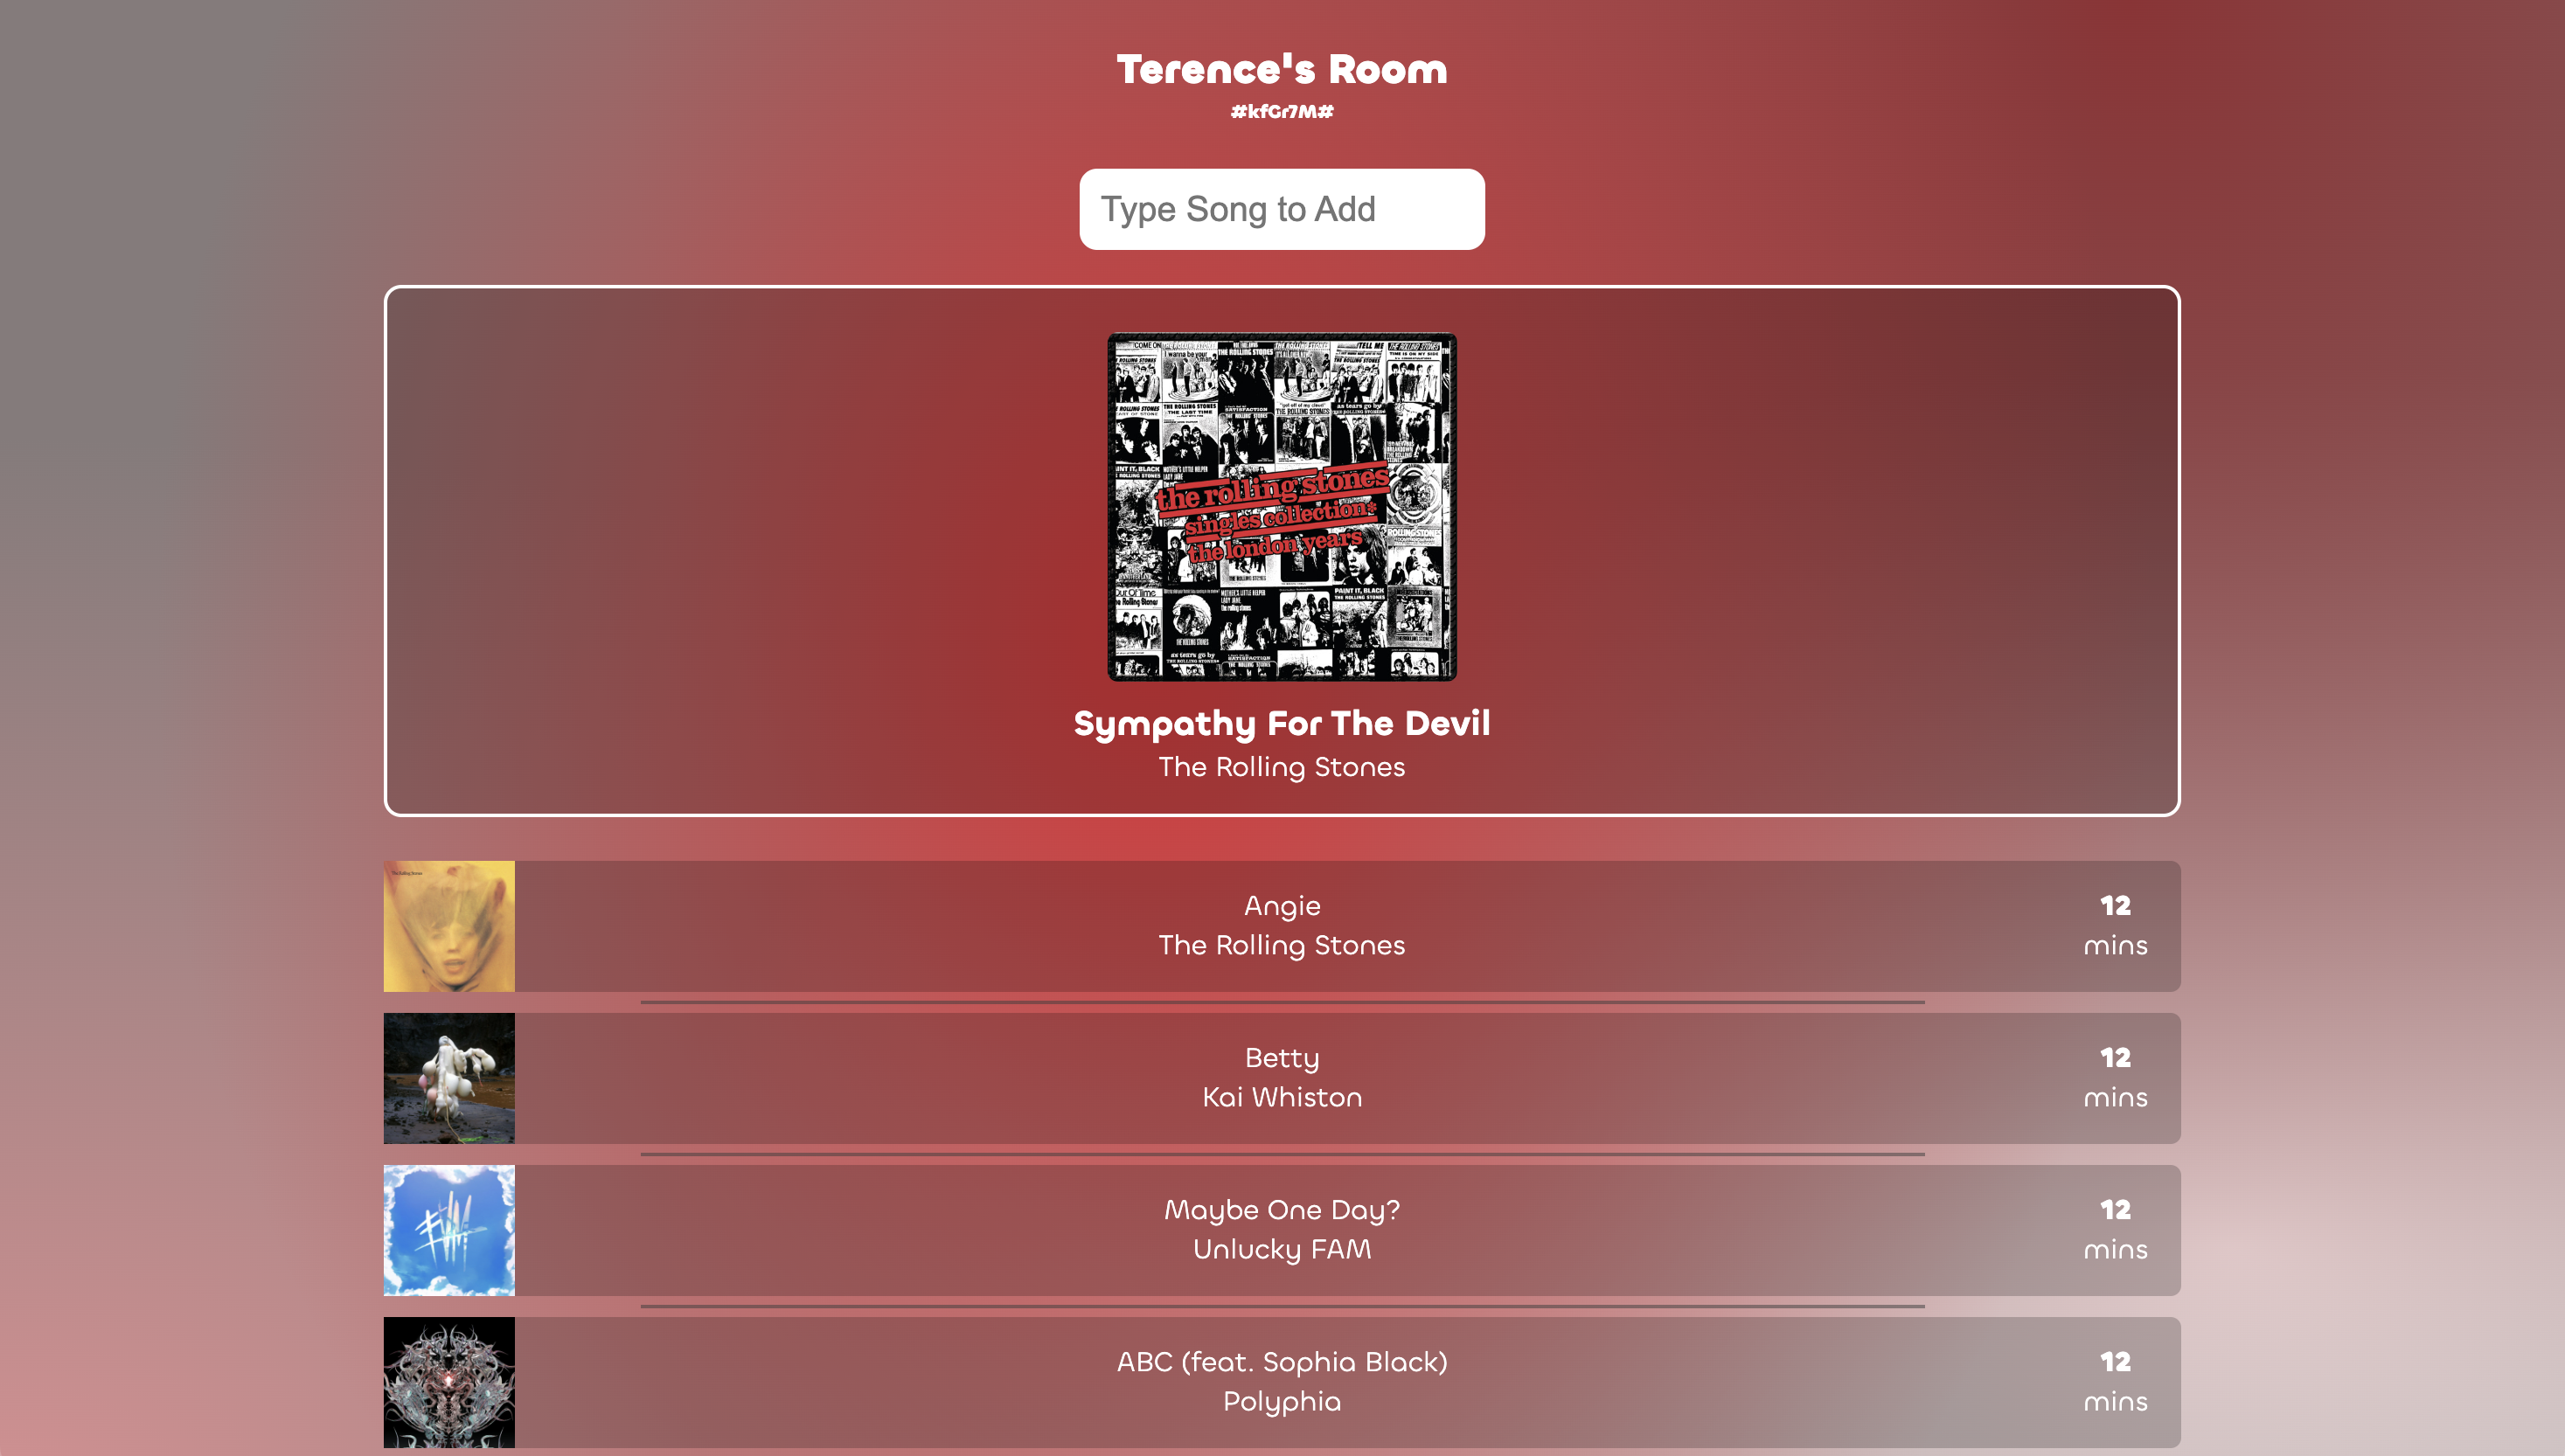 Terence's Room
#kfGr7M#
Type Song to Add
the rolling stones
singles collection*
the london years
Sympathy For The Devil
The Rolling Stones
Angie
The Rolling Stones
12
mins
Betty
Kai Whiston
12
mins
Maybe One Day?
Unlucky FAM
12
mins
ABC (feat. Sophia Black)
Polyphia
12
mins